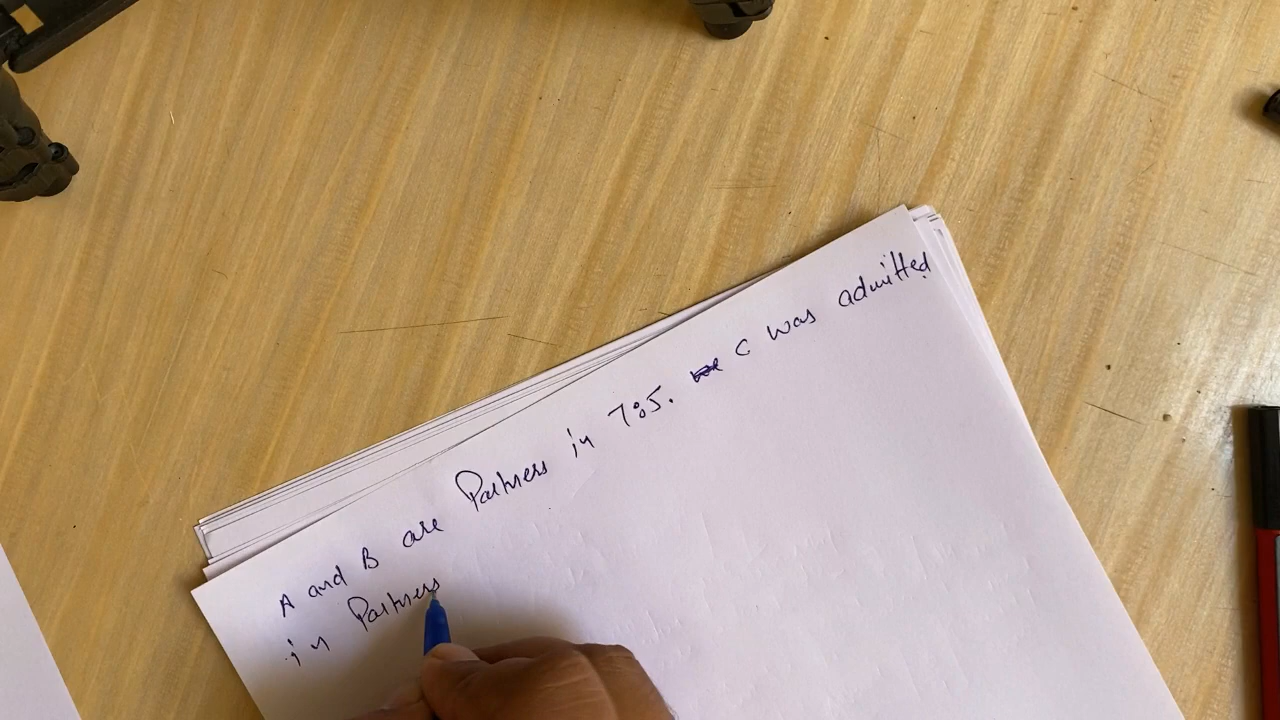 A and B are Partners in 7:5. C was admitted
in Partners